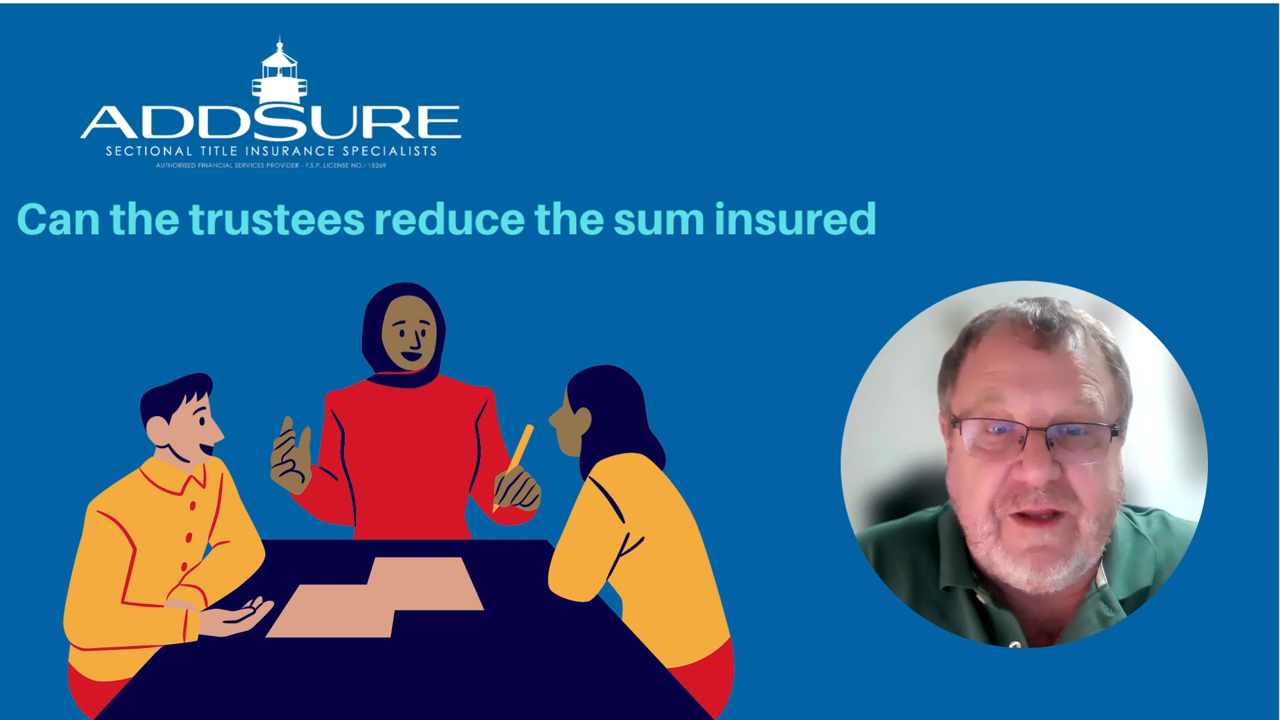 ADDSURE
SECTIONAL TITLE INSURANCE SPECIALISTS
AUTHORISED FINANCIAL SERVICES PROVIDER - F.S.P. LICENSE NO.: 15269
Can the trustees reduce the sum insured